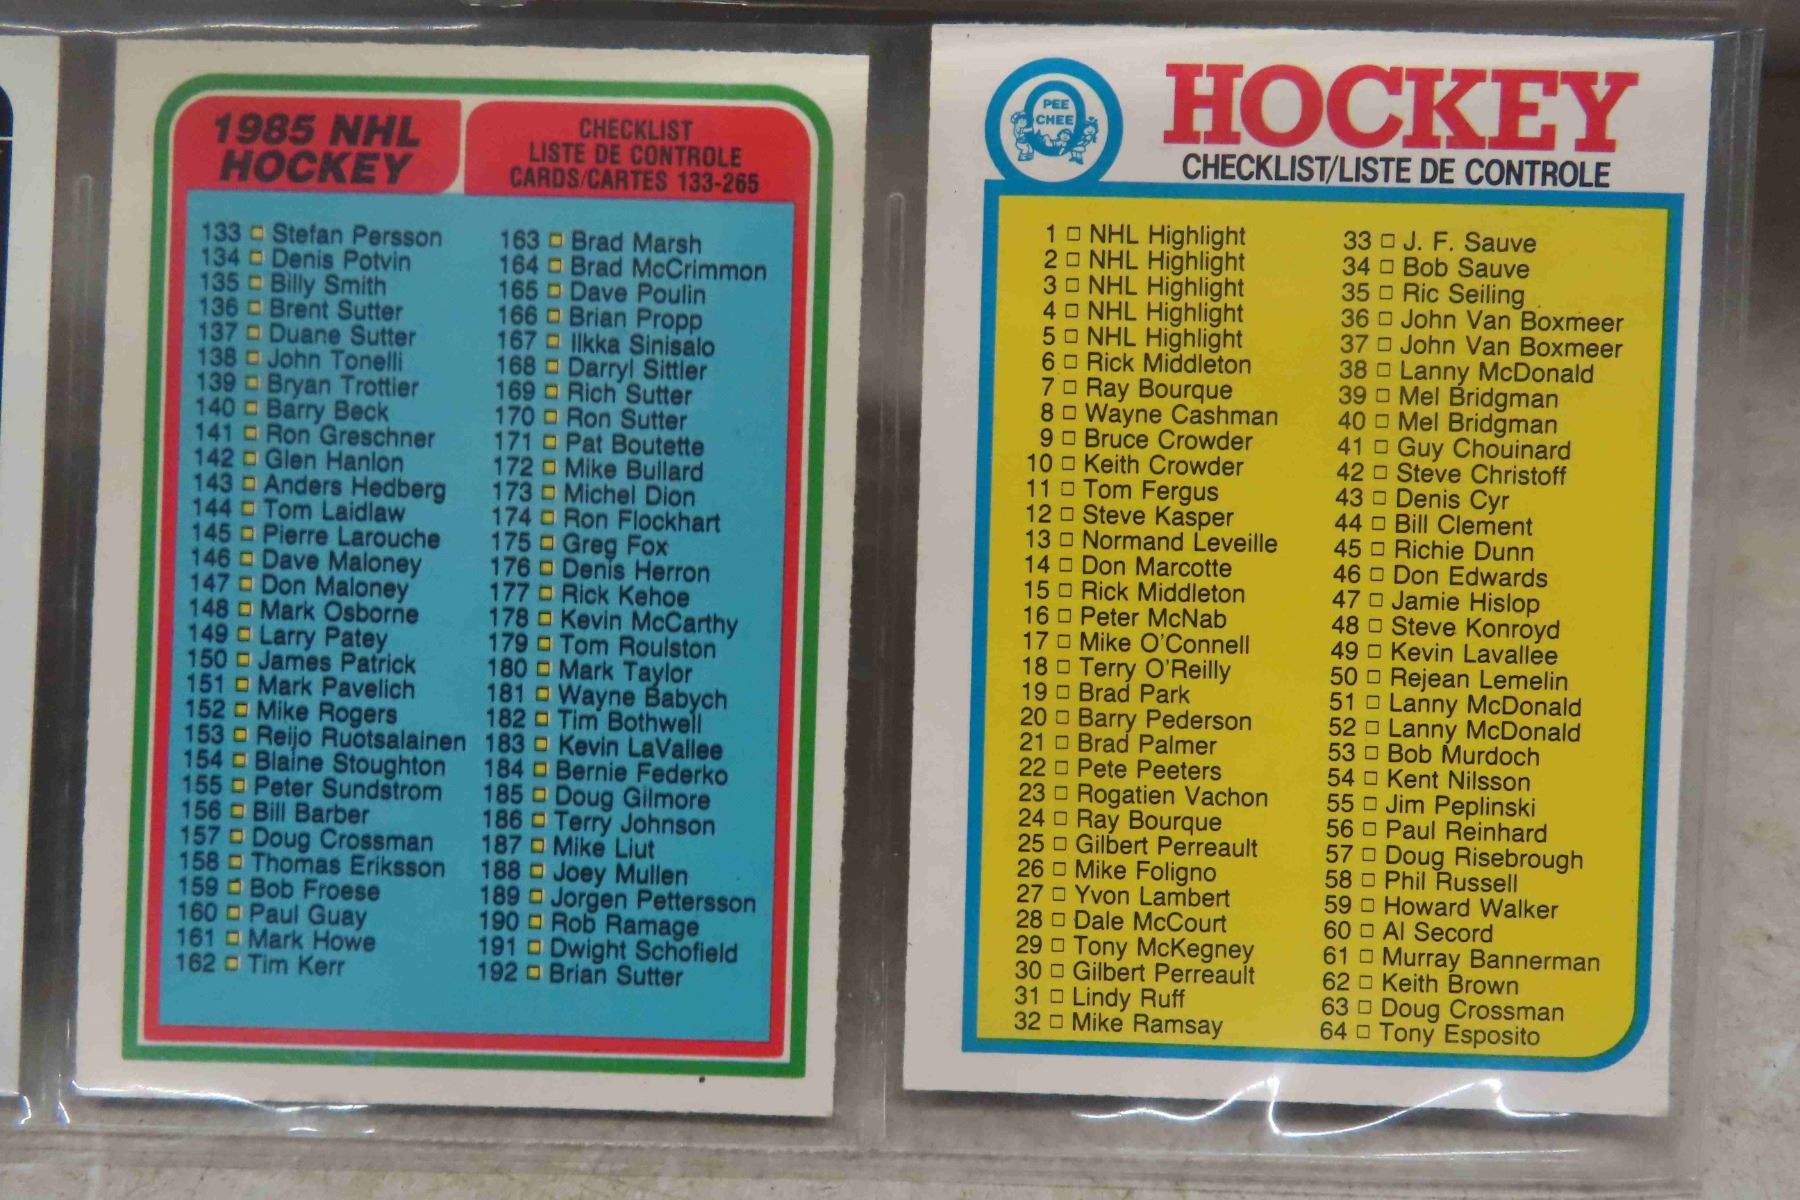 1985 NHL
HOCKEY
CHECKLIST
LISTE DE CONTROLE
CARDS/CARTES 133-265
133 Stefan Persson
134 Denis Potvin
135 Billy Smith
136 Brent Sutter
137 Duane Sutter
138 John Tonelli
139 Bryan Trottier
140 Barry Beck
141 Ron Greschner
142 Glen Hanlon
143 Anders Hedberg
144 Tom Laidlaw
145 Pierre Larouche
146 Dave Maloney
147 Don Maloney
148 Mark Osborne
149 Larry Patey
150 James Patrick
151 Mark Pavelich
152 Mike Rogers
153 Reijo Ruotsalainen
154 Blaine Stoughton
155 Peter Sundstrom
156 Bill Barber
157 Doug Crossman
158 Thomas Eriksson
159 Bob Froese
160 Paul Guay
161 Mark Howe
162 Tim Kerr
163 Brad Marsh
164 Brad McCrimmon
165 Dave Poulin
166 Brian Propp
167 Ilkka Sinisalo
168 Darryl Sittler
169 Rich Sutter
170 Ron Sutter
171 Pat Boutette
172 Mike Bullard
173 Michel Dion
174 Ron Flockhart
175 Greg Fox
176 Denis Herron
177 Rick Kehoe
178 Kevin McCarthy
179 Tom Roulston
180 Mark Taylor
181 Wayne Babych
182 Tim Bothwell
183 Kevin LaVallee
184 Bernie Federko
185 Doug Gilmore
186 Terry Johnson
187 Mike Liut
188 Joey Mullen
189 Jorgen Pettersson
190 Rob Ramage
191 Dwight Schofield
192 Brian Sutter
O
PEE
CHEE
HOCKEY
CHECKLIST/LISTE DE CONTROLE
1 NHL Highlight
2 NHL Highlight
3 NHL Highlight
4 NHL Highlight
5 NHL Highlight
6 Rick Middleton
7 Ray Bourque
8 Wayne Cashman
9 Bruce Crowder
10 Keith Crowder
11 Tom Fergus
12 Steve Kasper
13 Normand Leveille
14 Don Marcotte
15 Rick Middleton
16 Peter McNab
17 Mike O'Connell
18 Terry O'Reilly
19 Brad Park
20 Barry Pederson
21 Brad Palmer
22 Pete Peeters
23 Rogatien Vachon
24 Ray Bourque
25 Gilbert Perreault
26 Mike Foligno
27 Yvon Lambert
28 Dale McCourt
29 Tony McKegney
30 Gilbert Perreault
31 Lindy Ruff
32 Mike Ramsay
33 J. F. Sauve
34 Bob Sauve
35 Ric Seiling
36 John Van Boxmeer
37 John Van Boxmeer
38 Lanny McDonald
39 Mel Bridgman
40 Mel Bridgman
41 Guy Chouinard
42 Steve Christoff
43 Denis Cyr
44 Bill Clement
45 Richie Dunn
46 Don Edwards
47 Jamie Hislop
48 Steve Konroyd
49 Kevin Lavallee
50 Rejean Lemelin
51 Lanny McDonald
52 Lanny McDonald
53 Bob Murdoch
54 Kent Nilsson
55 Jim Peplinski
56 Paul Reinhard
57 Doug Risebrough
58 Phil Russell
59 Howard Walker
60 Al Secord
61 Murray Bannerman
62 Keith Brown
63 Doug Crossman
64 Tony Esposito